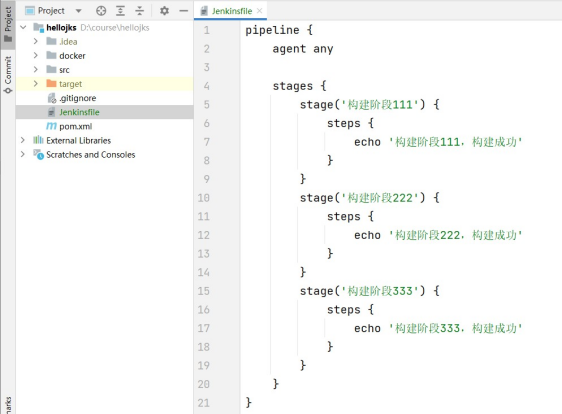 Project
Project
Commit
marks
hellojks D:\course\hellojks
.idea
docker
src
target
.gitignore
Jenkinsfile
pom.xml
External Libraries
Scratches and Consoles
Jenkinsfile
1 pipeline {
2 agent any
3
4 stages {
5 stage('构建阶段111') {
6 steps {
7 echo '构建阶段111，构建成功'
8 }
9 }
10 stage('构建阶段222') {
11 steps {
12 echo '构建阶段222，构建成功'
13 }
14 }
15 stage('构建阶段333') {
16 steps {
17 echo '构建阶段333，构建成功'
18 }
19 }
20 }
21 }